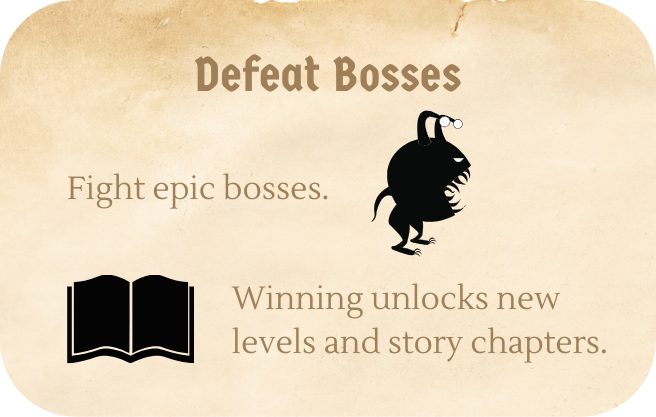 Defeat Bosses
Fight epic bosses.
Winning unlocks new
levels and story chapters.